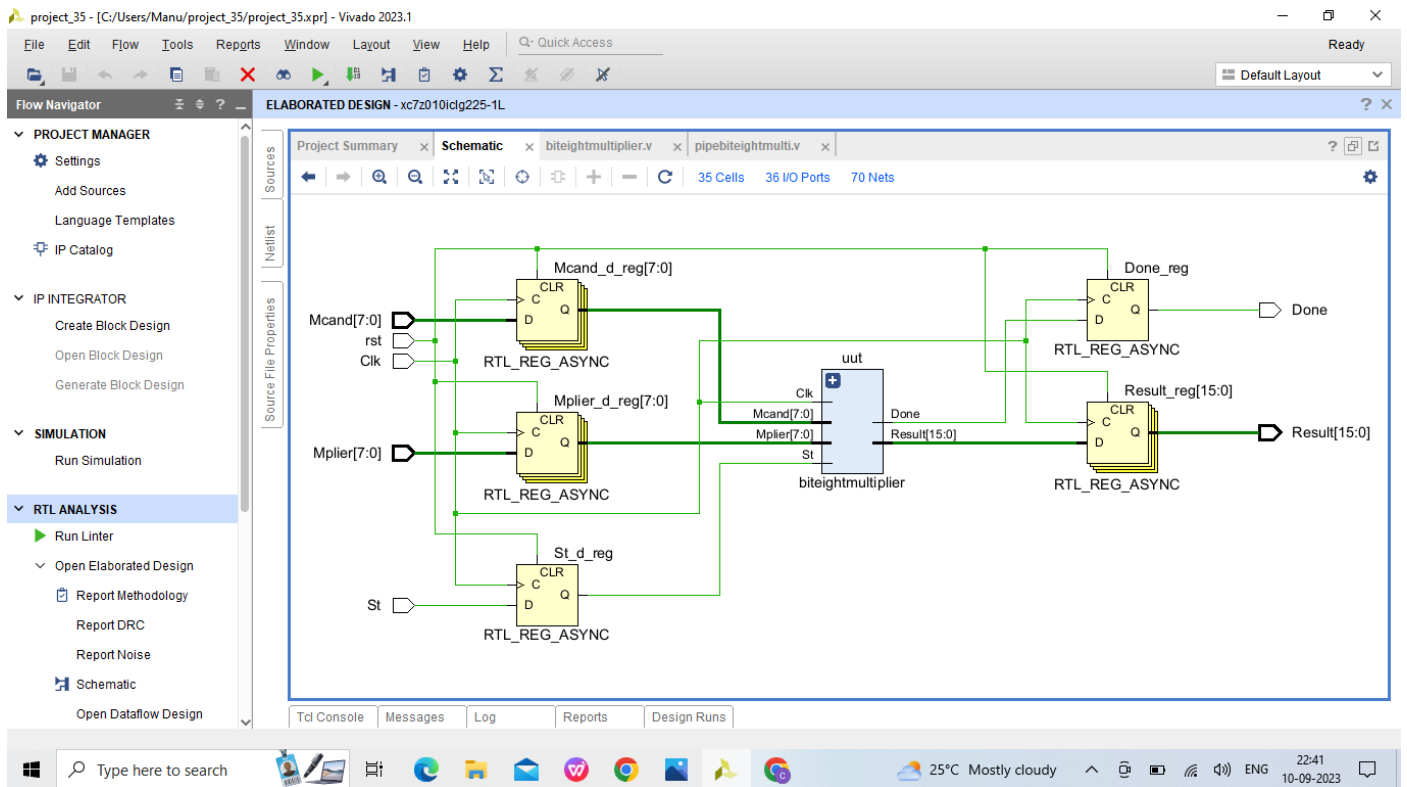 project_35 - [C:/Users/Manu/project_35/project_35.xpr] - Vivado 2023.1
File Edit Flow Tools Reports Window Layout View Help Q- Quick Access Ready
Default Layout
Flow Navigator ? ELABORATED DESIGN - xc7z010iclg225-1L ?
PROJECT MANAGER
Settings
Add Sources
Language Templates
IP Catalog
IP INTEGRATOR
Create Block Design
Open Block Design
Generate Block Design
SIMULATION
Run Simulation
RTL ANALYSIS
Run Linter
Open Elaborated Design
Report Methodology
Report DRC
Report Noise
Schematic
Open Dataflow Design
Sources
Netlist
Source File Properties
Project Summary Schematic biteightmultiplier.v pipebiteightmulti.v ?
35 Cells 36 I/O Ports 70 Nets
Mcand_d_reg[7:0]
CLR
C
Q
D
RTL_REG_ASYNC
Mcand[7:0]
rst
Clk
Mplier_d_reg[7:0]
CLR
C
Q
D
RTL_REG_ASYNC
Mplier[7:0]
St_d_reg
CLR
C
Q
D
RTL_REG_ASYNC
St
uut
Clk
Mcand[7:0]
Mplier[7:0]
St
Done
Result[15:0]
biteightmultiplier
Done_reg
CLR
C
Q
D
RTL_REG_ASYNC
Done
Result_reg[15:0]
CLR
C
Q
D
RTL_REG_ASYNC
Result[15:0]
Tcl Console Messages Log Reports Design Runs
Type here to search
25°C Mostly cloudy
ENG
22:41
10-09-2023